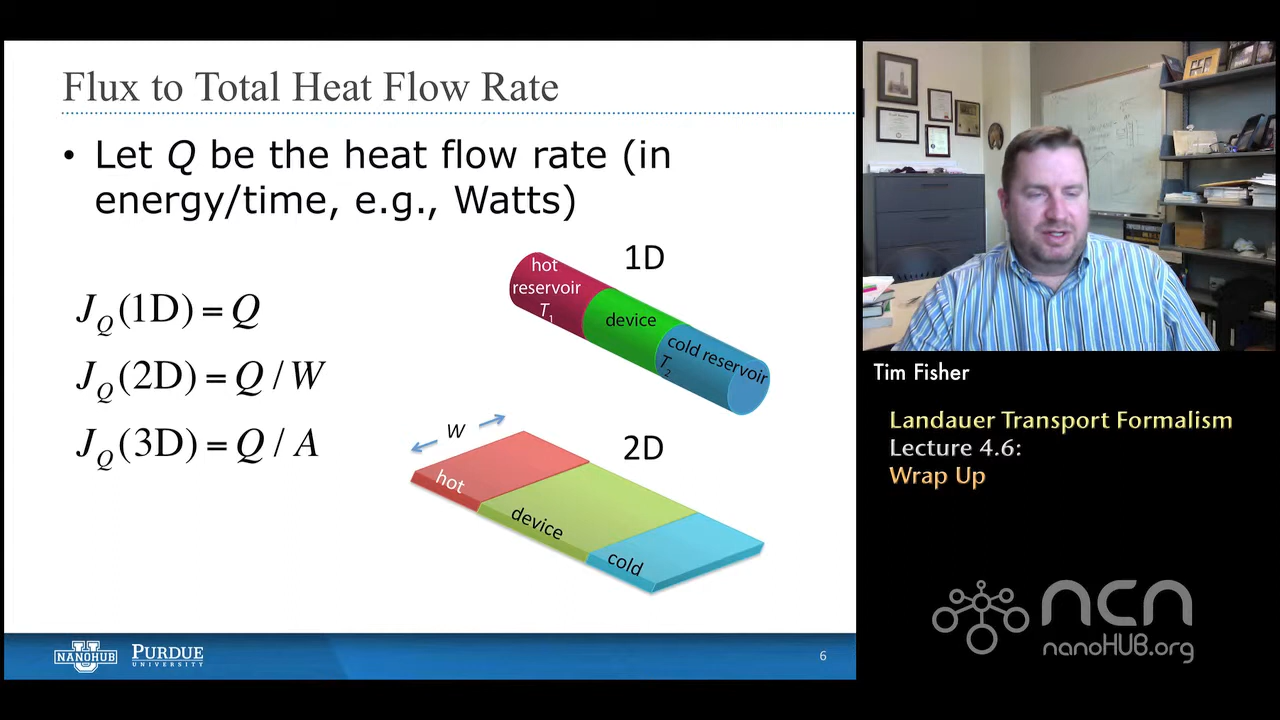 Flux to Total Heat Flow Rate
• Let Q be the heat flow rate (in
energy/time, e.g., Watts)
J_Q(1D) = Q
J_Q(2D) = Q / W
J_Q(3D) = Q / A
1D
hot
reservoir
T_1
device
cold reservoir
T_2
W
2D
hot
device
cold
NANOHUB
PURDUE
UNIVERSITY
6
Tim Fisher
Landauer Transport Formalism
Lecture 4.6:
Wrap Up
ncn
nanoHUB.org